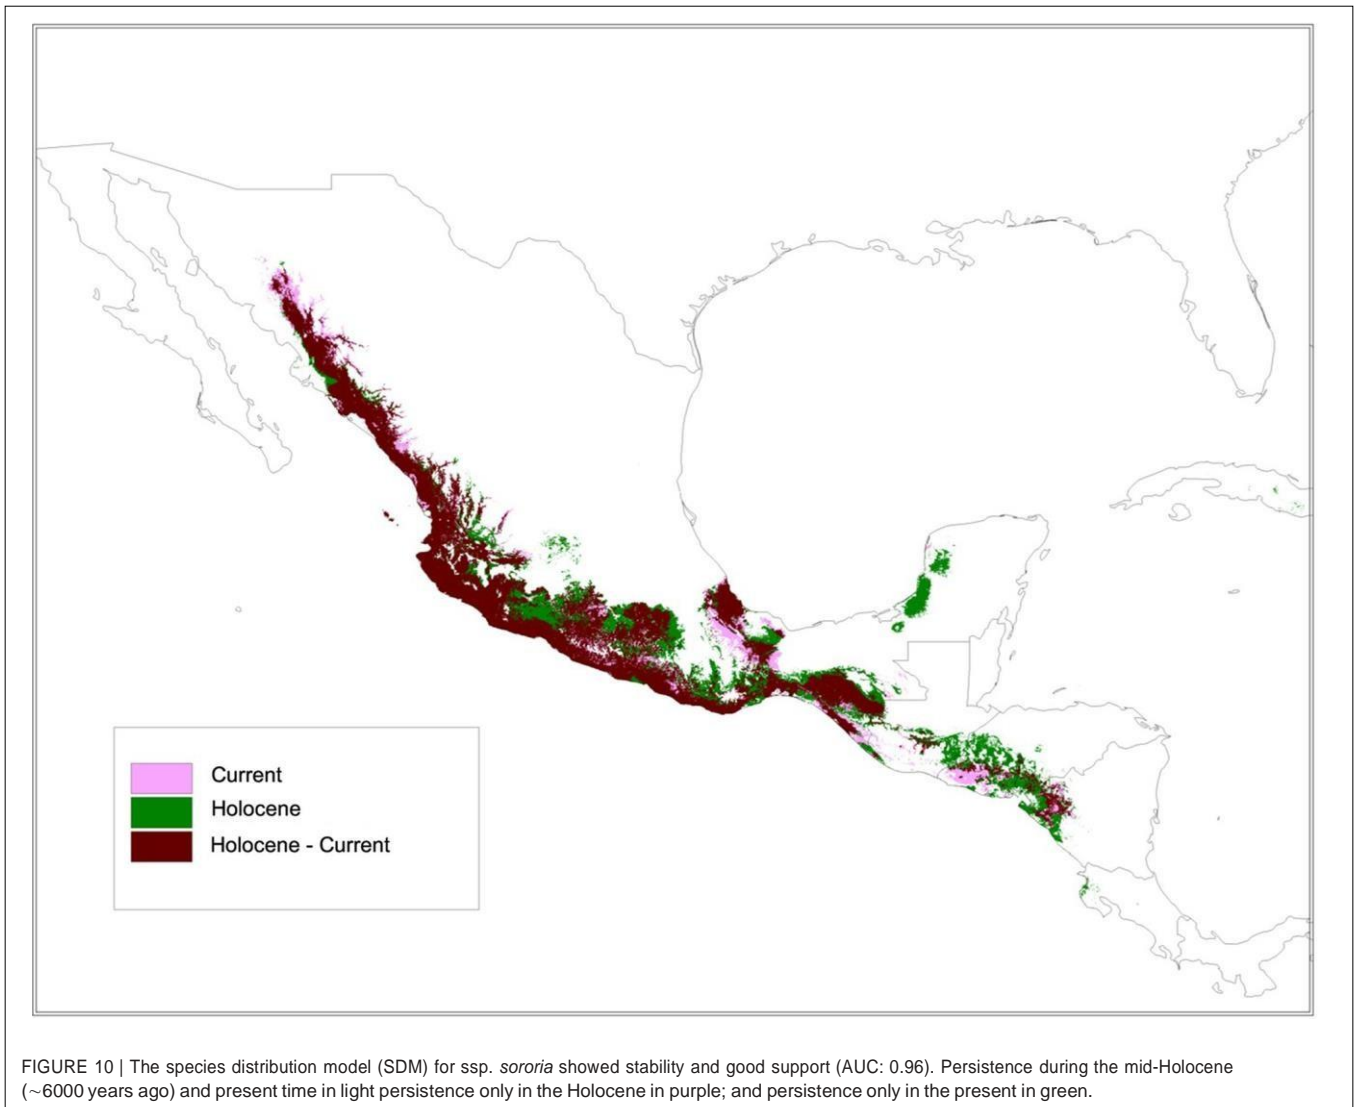 Current
Holocene
Holocene - Current
FIGURE 10 | The species distribution model (SDM) for ssp. sororia showed stability and good support (AUC: 0.96). Persistence during the mid-Holocene
(∼6000 years ago) and present time in light persistence only in the Holocene in purple; and persistence only in the present in green.